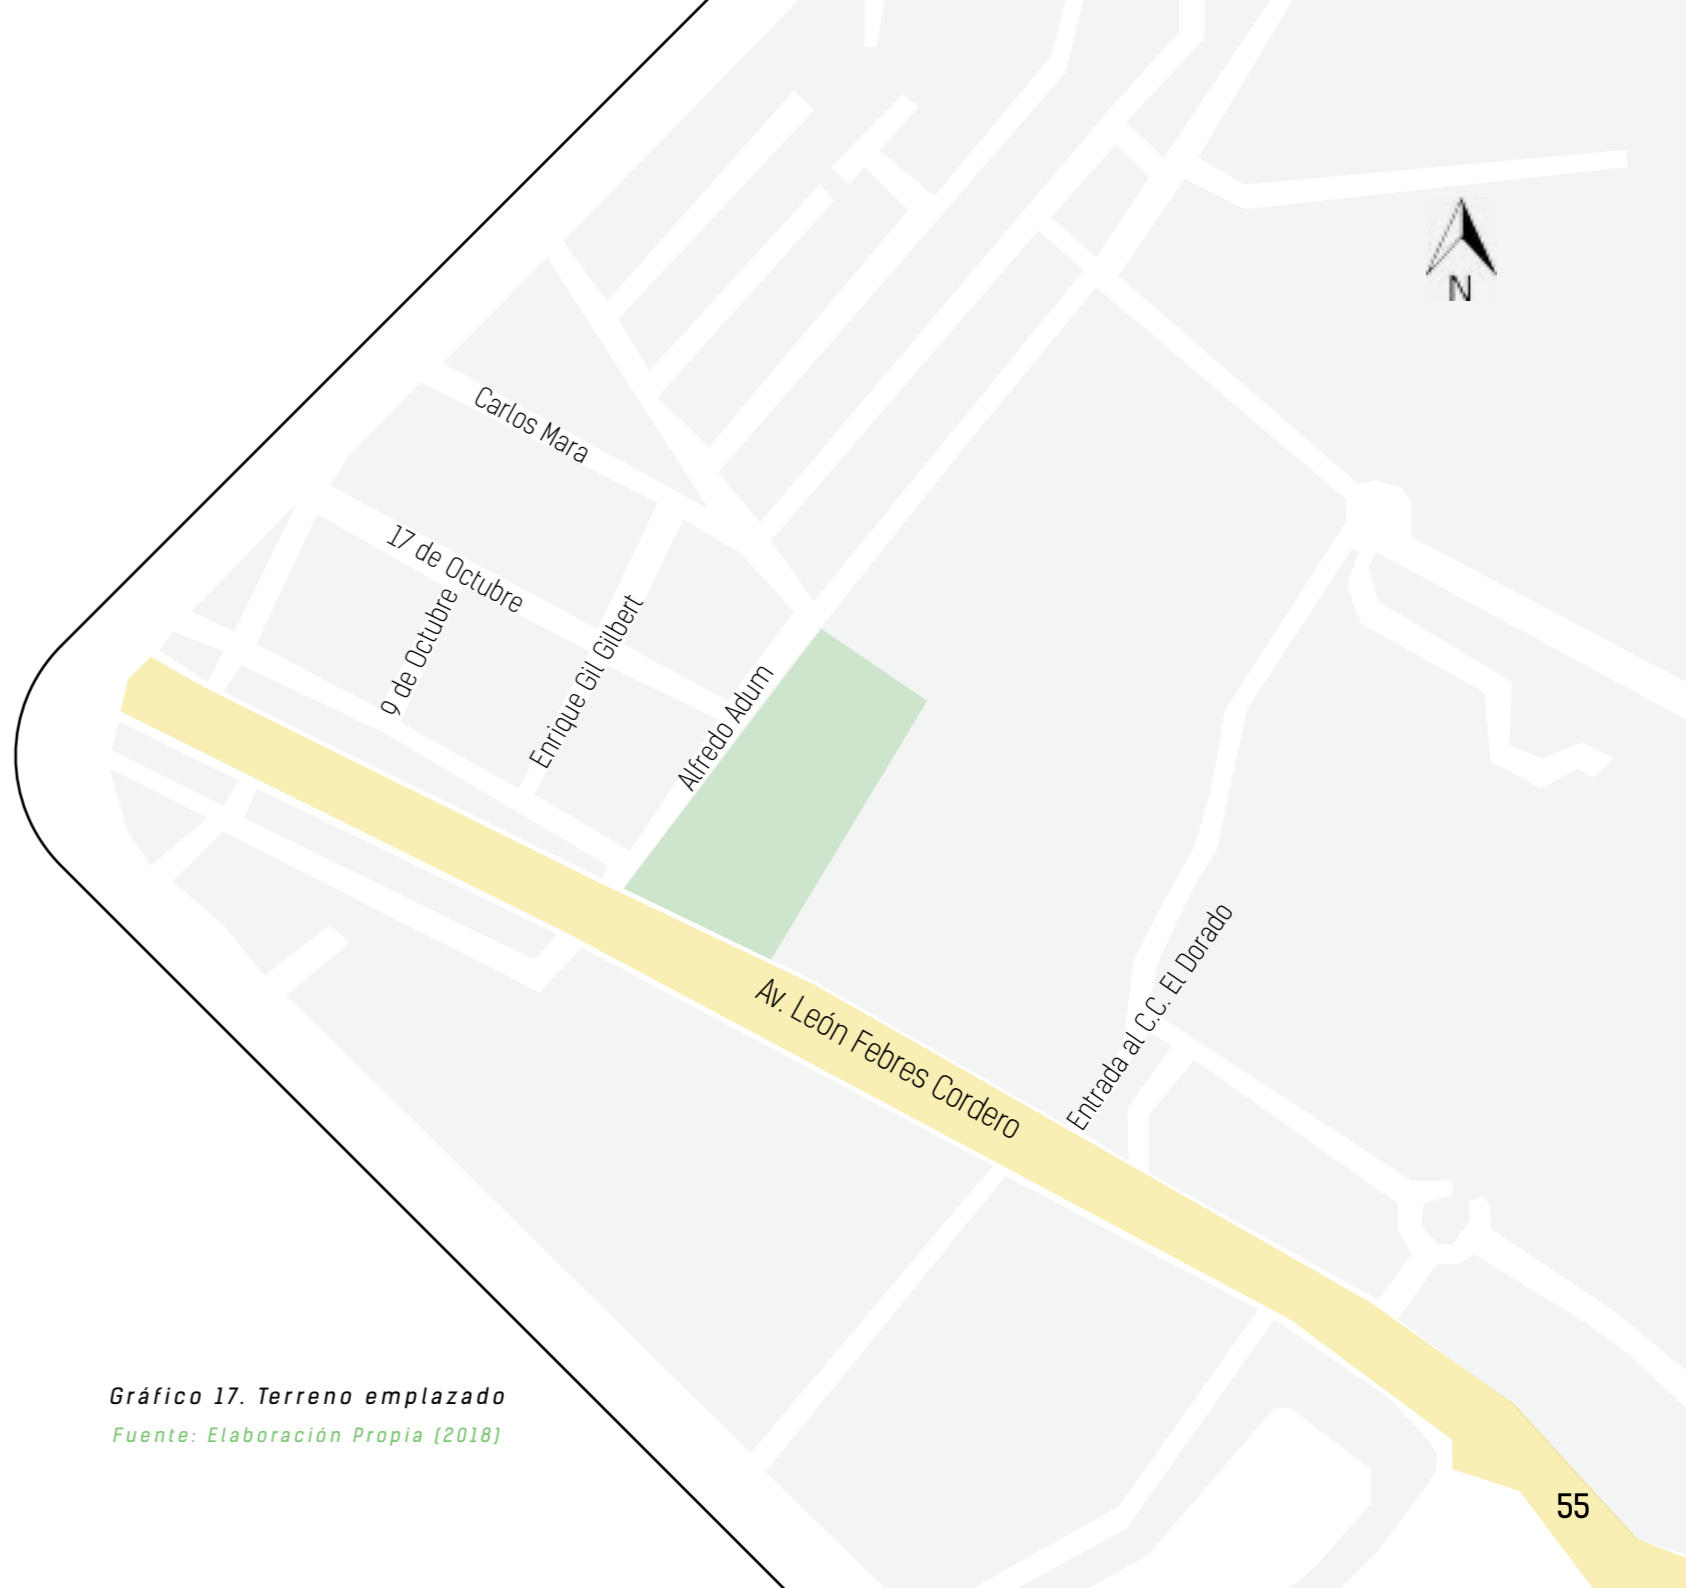 N
Carlos Mara
17 de Octubre
9 de Octubre
Enrique Gil Gilbert
Alfredo Adum
Entrada al C.C. El Dorado
Av. León Febres Cordero
Gráfico 17. Terreno emplazado
Fuente: Elaboración Propia (2018)
55